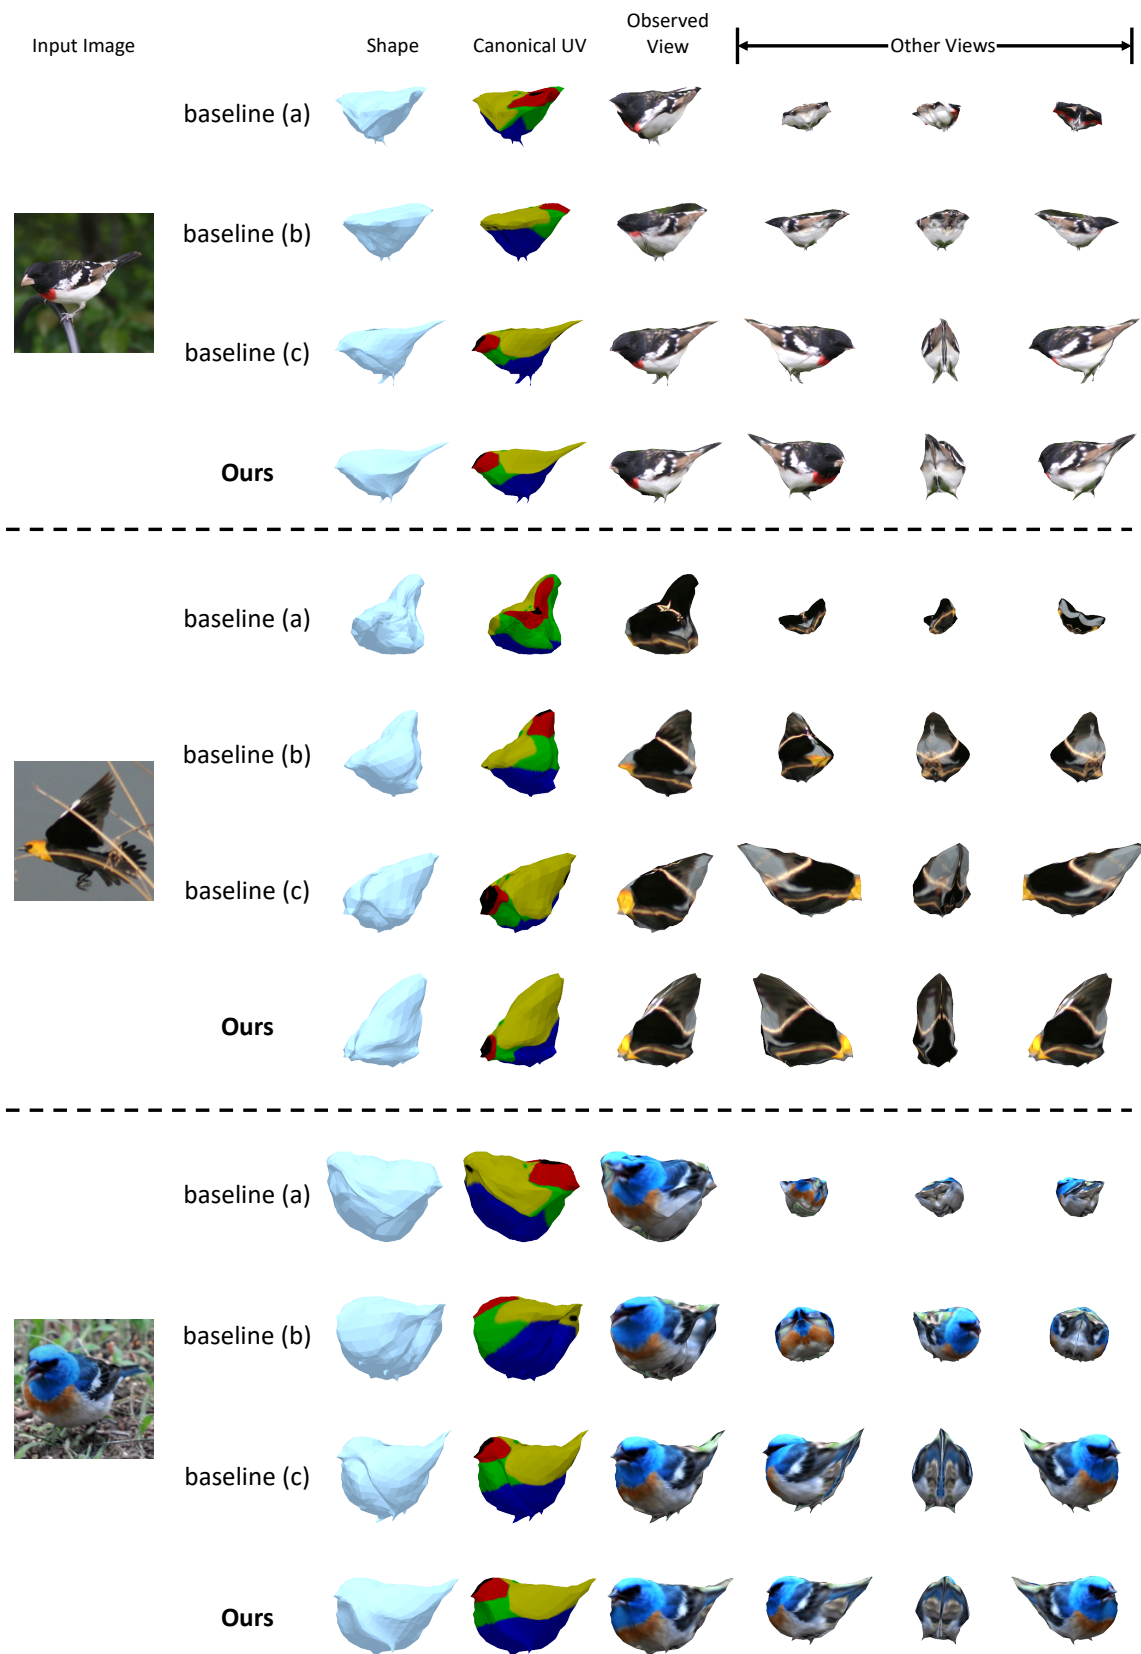 Input Image
Shape
Canonical UV
Observed
View
Other Views
baseline (a)
baseline (b)
baseline (c)
Ours
baseline (a)
baseline (b)
baseline (c)
Ours
baseline (a)
baseline (b)
baseline (c)
Ours